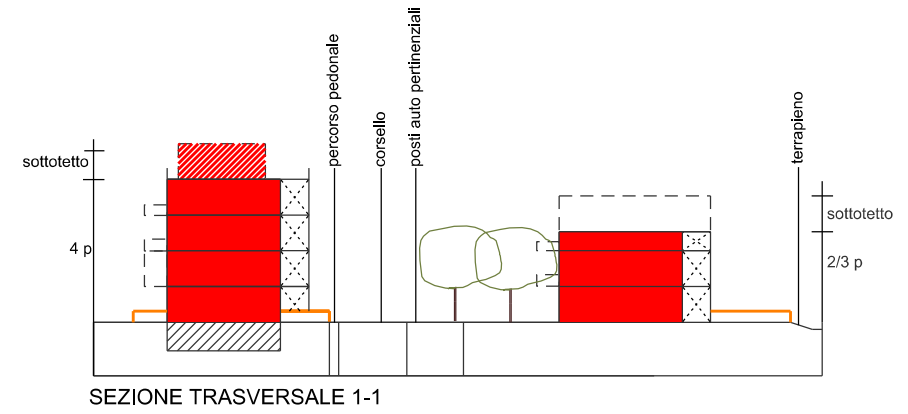 percorso pedonale
corsello
posti auto pertinenziali
terrapieno
sottotetto
4 p
sottotetto
2/3 p
SEZIONE TRASVERSALE 1-1